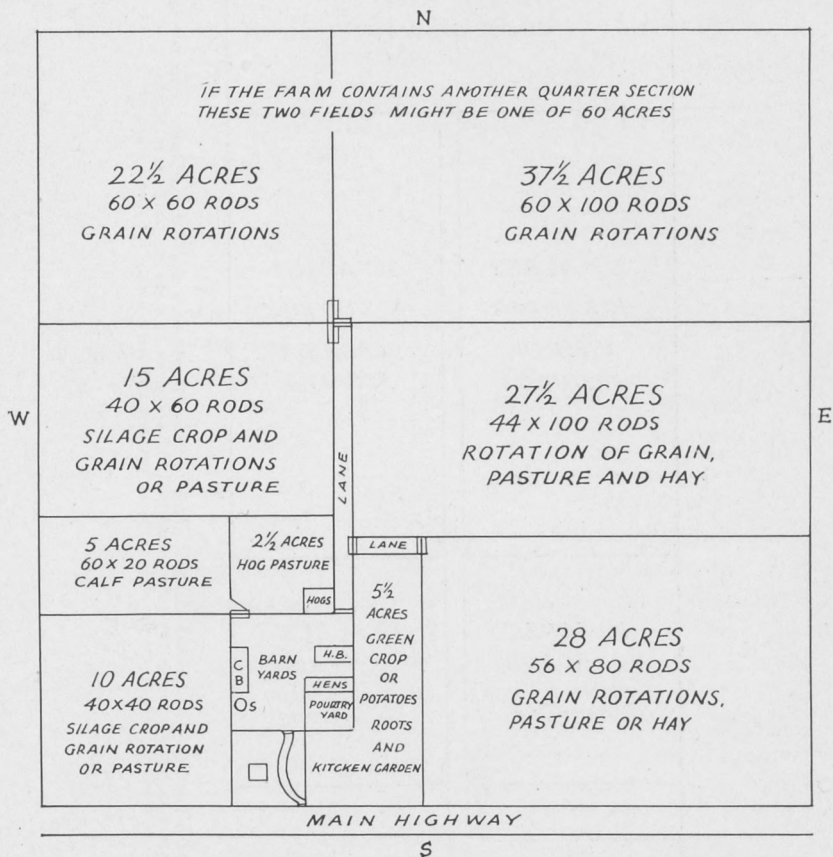 N
IF THE FARM CONTAINS ANOTHER QUARTER SECTION
THESE TWO FIELDS MIGHT BE ONE OF 60 ACRES
22½ ACRES
60 X 60 RODS
GRAIN ROTATIONS
37½ ACRES
60 X 100 RODS
GRAIN ROTATIONS
W
15 ACRES
40 X 60 RODS
SILAGE CROP AND
GRAIN ROTATIONS
OR PASTURE
LANE
27½ ACRES
44 X 100 RODS
ROTATION OF GRAIN,
PASTURE AND HAY
E
5 ACRES
60 X 20 RODS
CALF PASTURE
2½ ACRES
HOG PASTURE
HOGS
LANE
5½
ACRES
GREEN
CROP
OR
POTATOES
ROOTS
AND
KITCKEN GARDEN
28 ACRES
56 X 80 RODS
GRAIN ROTATIONS,
PASTURE OR HAY
10 ACRES
40X40 RODS
SILAGE CROP AND
GRAIN ROTATION
OR PASTURE
C
B
BARN
YARDS
H.B.
HENS
POULTRY
YARD
Os
MAIN HIGHWAY
S